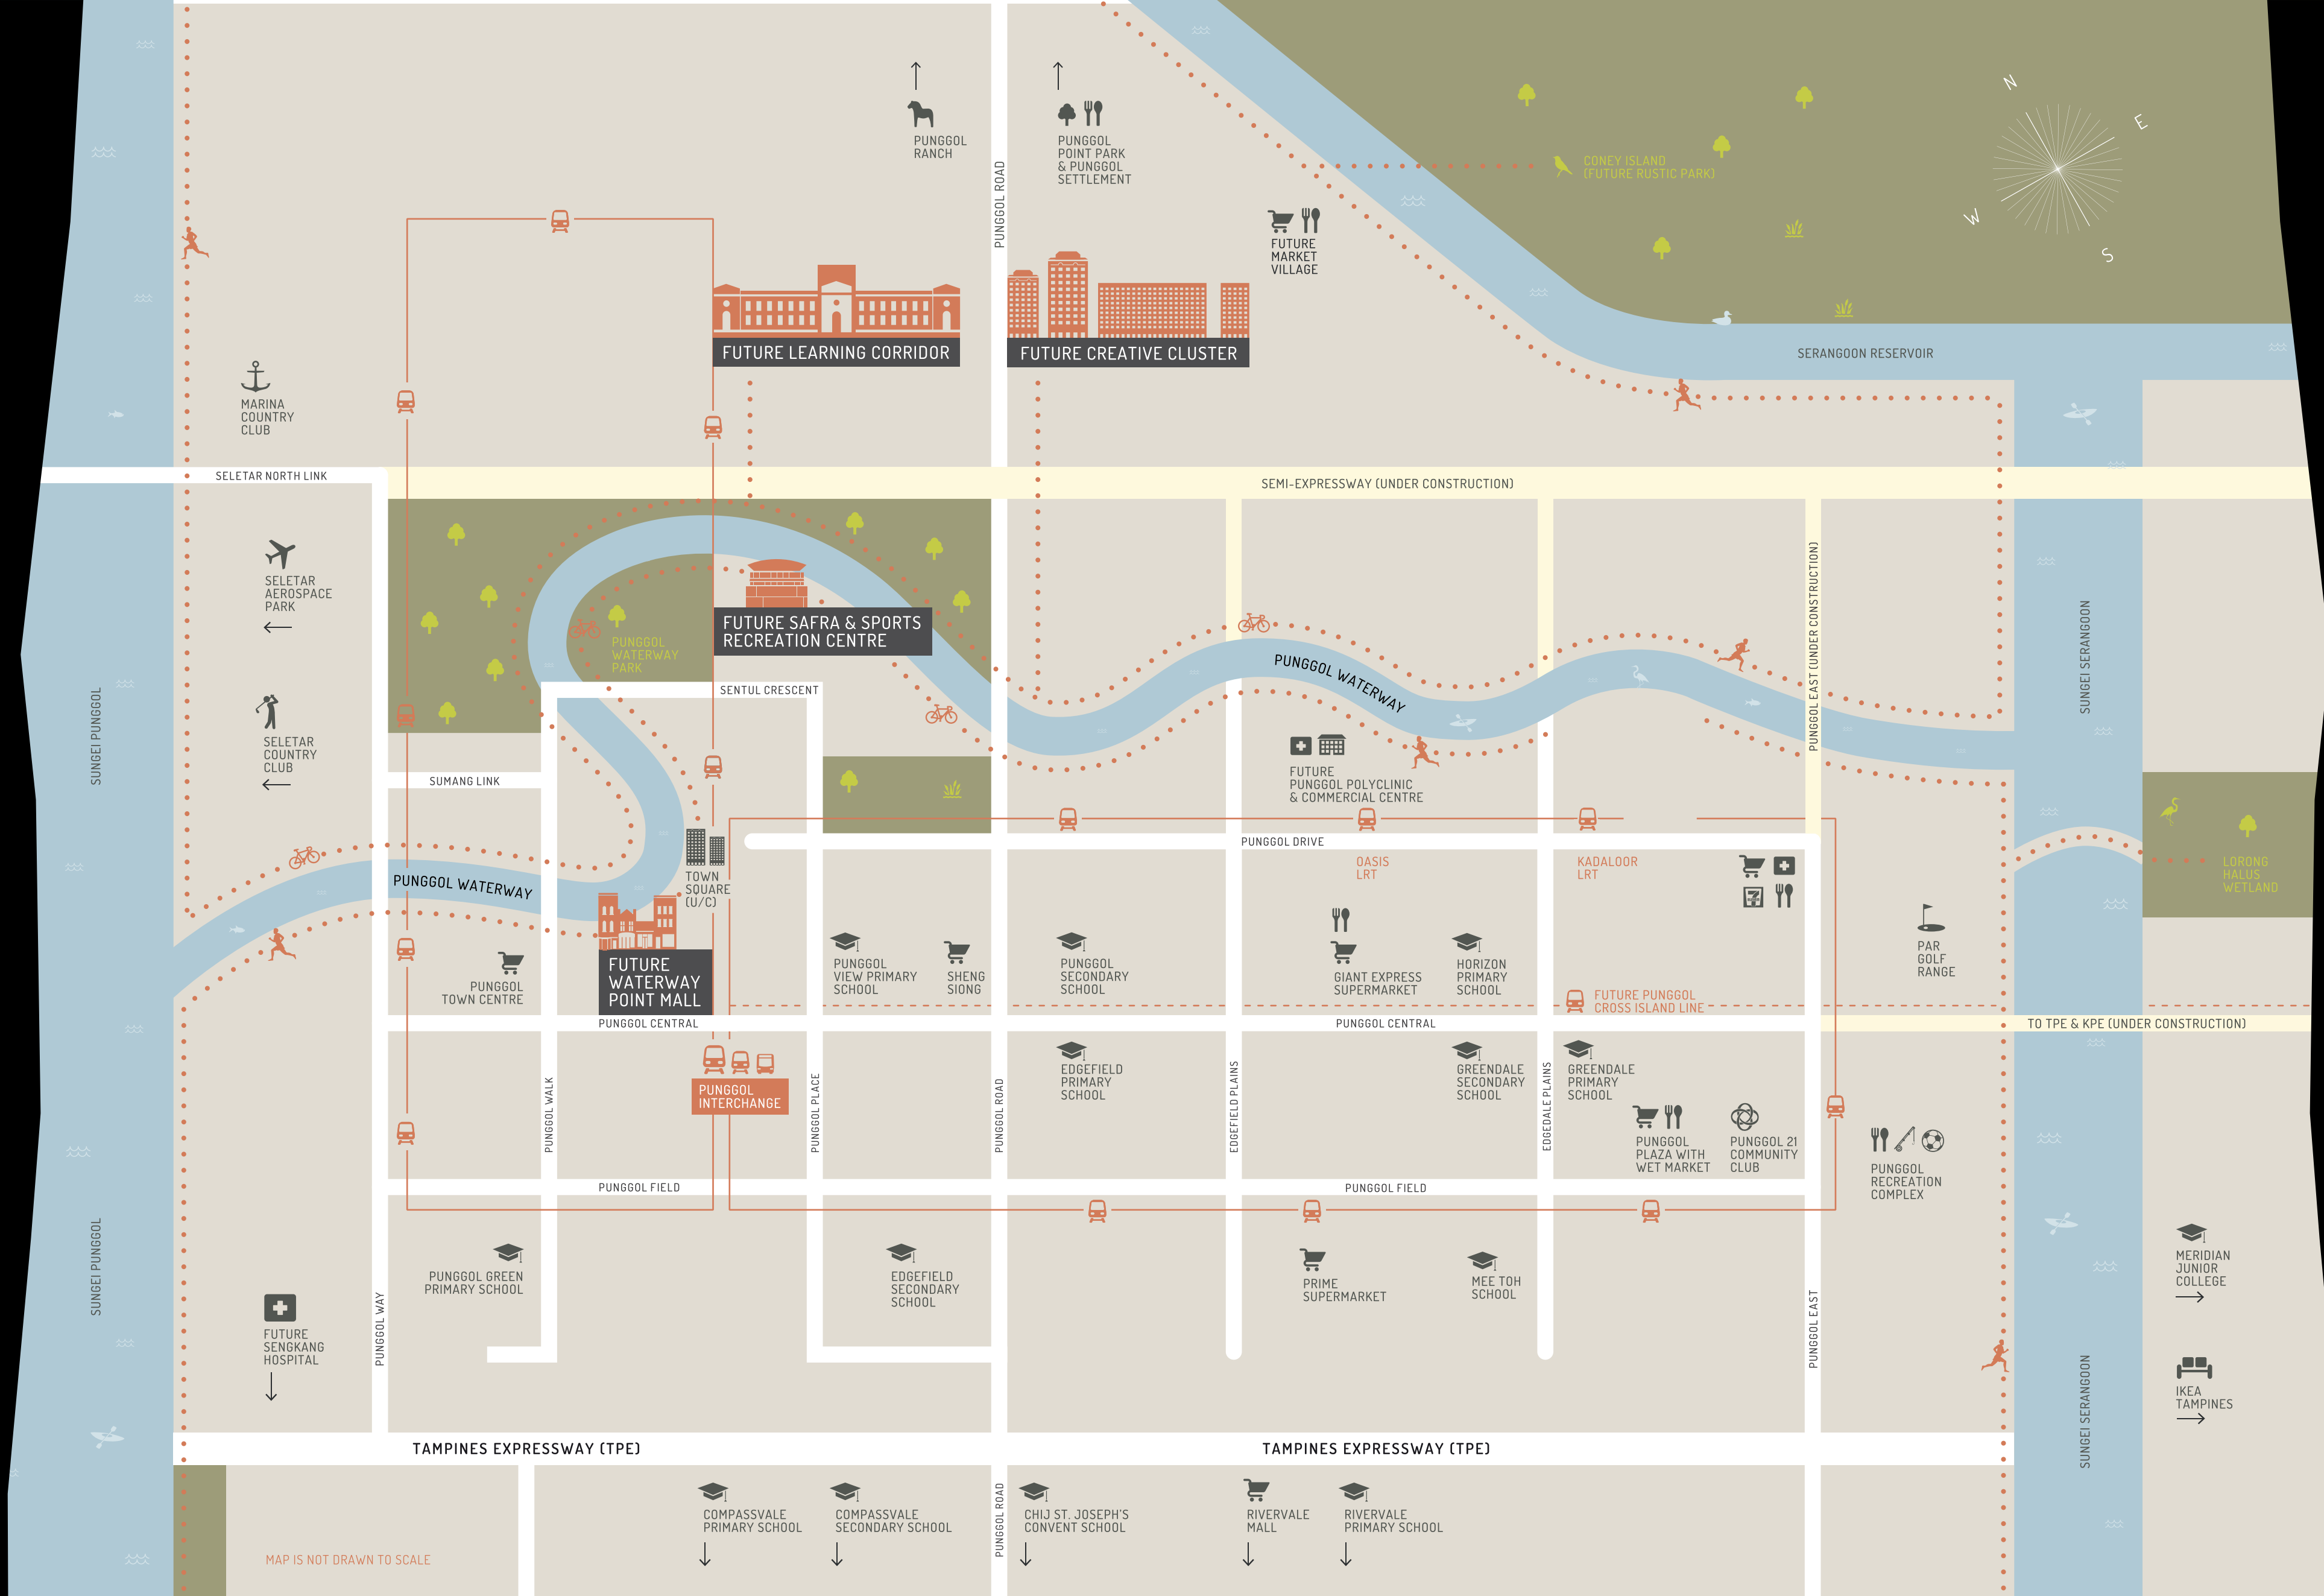 N
E
W
S
PUNGGOL
RANCH
PUNGGOL
POINT PARK
& PUNGGOL
SETTLEMENT
PUNGGOL ROAD
CONEY ISLAND
(FUTURE RUSTIC PARK)
FUTURE
MARKET
VILLAGE
FUTURE LEARNING CORRIDOR
FUTURE CREATIVE CLUSTER
SERANGOON RESERVOIR
MARINA
COUNTRY
CLUB
SELETAR NORTH LINK
SEMI-EXPRESSWAY (UNDER CONSTRUCTION)
SELETAR
AEROSPACE
PARK
PUNGGOL
WATERWAY
PARK
FUTURE SAFRA & SPORTS
RECREATION CENTRE
SENTUL CRESCENT
PUNGGOL WATERWAY
PUNGGOL EAST (UNDER CONSTRUCTION)
SUNGEI SERANGOON
SUNGEI PUNGGOL
SELETAR
COUNTRY
CLUB
SUMANG LINK
FUTURE
PUNGGOL POLYCLINIC
& COMMERCIAL CENTRE
PUNGGOL DRIVE
OASIS
LRT
KADALOOR
LRT
LORONG
HALUS
WETLAND
PUNGGOL WATERWAY
TOWN
SQUARE
(U/C)
PUNGGOL
TOWN CENTRE
FUTURE
WATERWAY
POINT MALL
PUNGGOL
VIEW PRIMARY
SCHOOL
SHENG
SIONG
PUNGGOL
SECONDARY
SCHOOL
GIANT EXPRESS
SUPERMARKET
HORIZON
PRIMARY
SCHOOL
PAR
GOLF
RANGE
FUTURE PUNGGOL
CROSS ISLAND LINE
PUNGGOL CENTRAL
PUNGGOL CENTRAL
TO TPE & KPE (UNDER CONSTRUCTION)
PUNGGOL
INTERCHANGE
PUNGGOL WALK
PUNGGOL PLACE
PUNGGOL ROAD
EDGEFIELD
PRIMARY
SCHOOL
EDGEFIELD PLAINS
GREENDALE
SECONDARY
SCHOOL
EDGEDALE PLAINS
GREENDALE
PRIMARY
SCHOOL
PUNGGOL
PLAZA WITH
WET MARKET
PUNGGOL 21
COMMUNITY
CLUB
PUNGGOL
RECREATION
COMPLEX
PUNGGOL FIELD
PUNGGOL FIELD
SUNGEI PUNGGOL
PUNGGOL GREEN
PRIMARY SCHOOL
EDGEFIELD
SECONDARY
SCHOOL
PRIME
SUPERMARKET
MEE TOH
SCHOOL
MERIDIAN
JUNIOR
COLLEGE
FUTURE
SENGKANG
HOSPITAL
PUNGGOL WAY
PUNGGOL EAST
SUNGEI SERANGOON
IKEA
TAMPINES
TAMPINES EXPRESSWAY (TPE)
TAMPINES EXPRESSWAY (TPE)
COMPASSVALE
PRIMARY SCHOOL
COMPASSVALE
SECONDARY SCHOOL
PUNGGOL ROAD
CHIJ ST. JOSEPH'S
CONVENT SCHOOL
RIVERVALE
MALL
RIVERVALE
PRIMARY SCHOOL
MAP IS NOT DRAWN TO SCALE